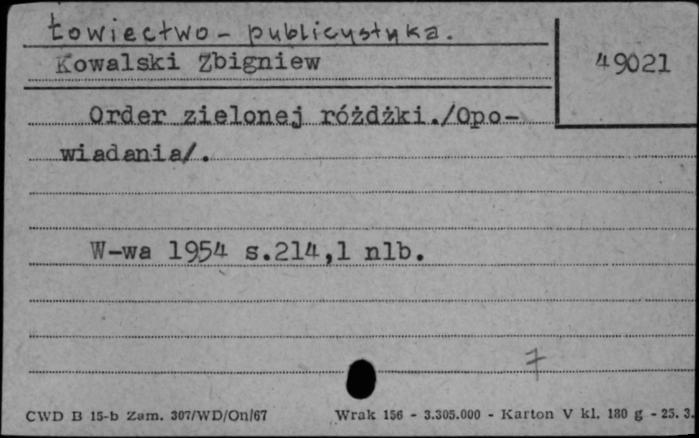 Łowiectwo - publicystyka.
Kowalski Zbigniew
49021
Order zielonej różdżki./Opo-
wiadania/.
W-wa 1954 s.214,1 nlb.
7
CWD B 15-b Zam. 307/WD/On/67 Wrak 156 - 3.305.000 - Karton V kl. 180 g - 25. 3.